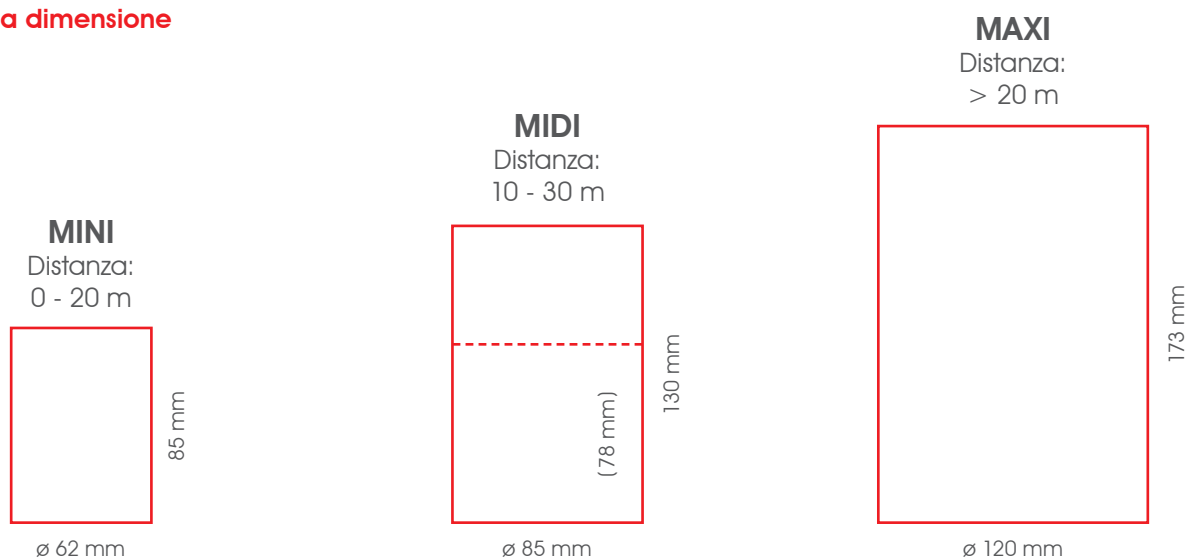 a dimensione
MINI
Distanza:
0 - 20 m
85 mm
ø 62 mm
MIDI
Distanza:
10 - 30 m
(78 mm)
130 mm
ø 85 mm
MAXI
Distanza:
> 20 m
173 mm
ø 120 mm